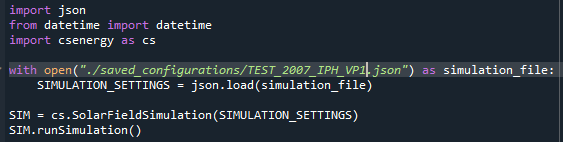 import json
from datetime import datetime
import csenergy as cs
with open("./saved_configurations/TEST_2007_IPH_VP1.json") as simulation_file:
    SIMULATION_SETTINGS = json.load(simulation_file)
SIM = cs.SolarFieldSimulation(SIMULATION_SETTINGS)
SIM.runSimulation()